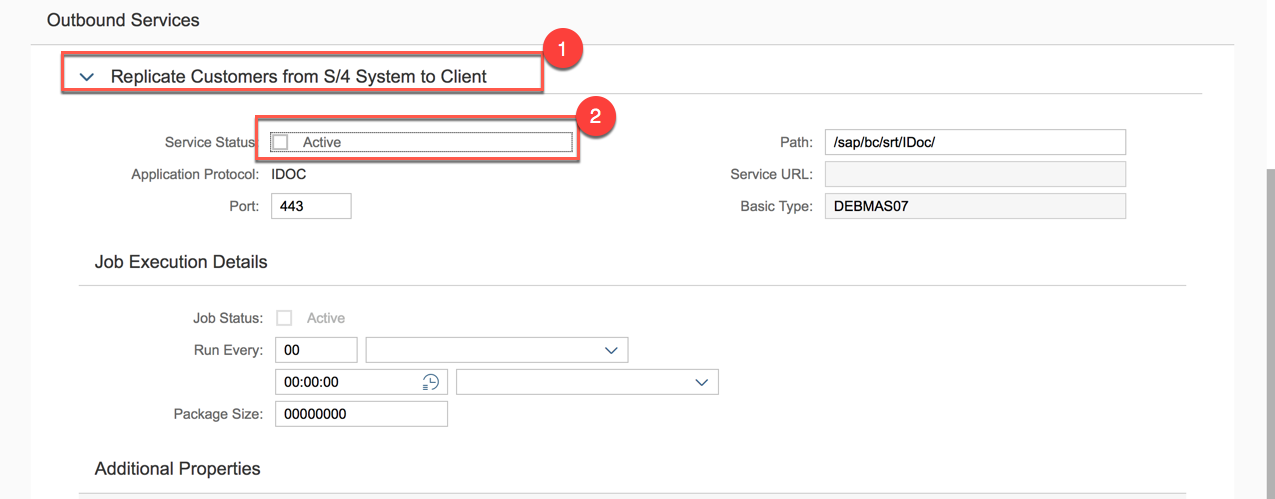 Outbound Services
1
Replicate Customers from S/4 System to Client
2
Service Status: Active Path: /sap/bc/srt/IDoc/
Application Protocol: IDOC Service URL:
Port: 443 Basic Type: DEBMAS07
Job Execution Details
Job Status: Active
Run Every: 00
00:00:00
Package Size: 00000000
Additional Properties